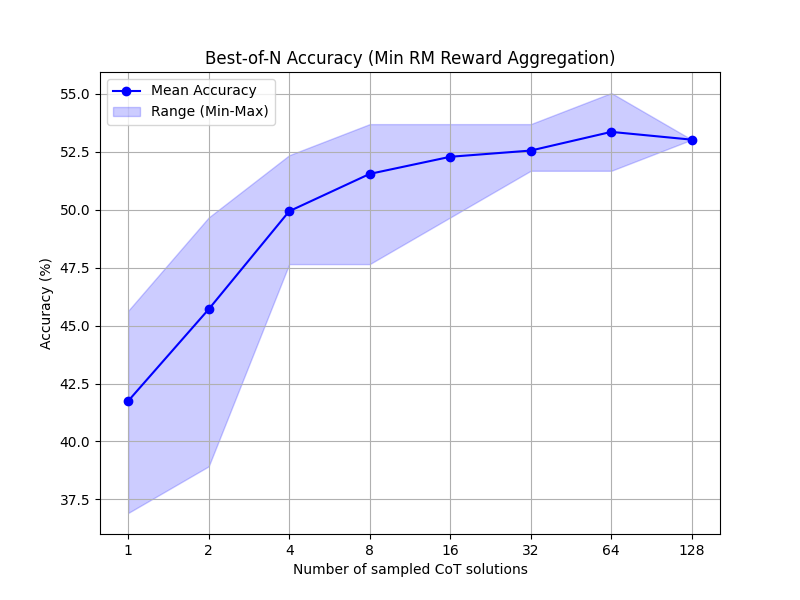 Best-of-N Accuracy (Min RM Reward Aggregation)
Mean Accuracy
Range (Min-Max)
Accuracy (%)
55.0
52.5
50.0
47.5
45.0
42.5
40.0
37.5
1 2 4 8 16 32 64 128
Number of sampled CoT solutions